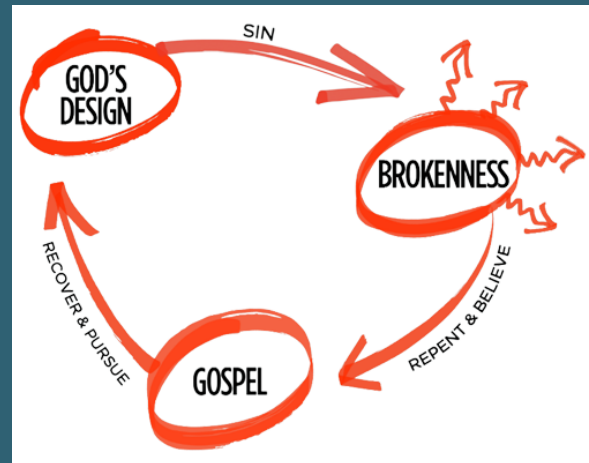 SIN
GOD'S
DESIGN
BROKENNESS
REPENT & BELIEVE
GOSPEL
RECOVER & PURSUE